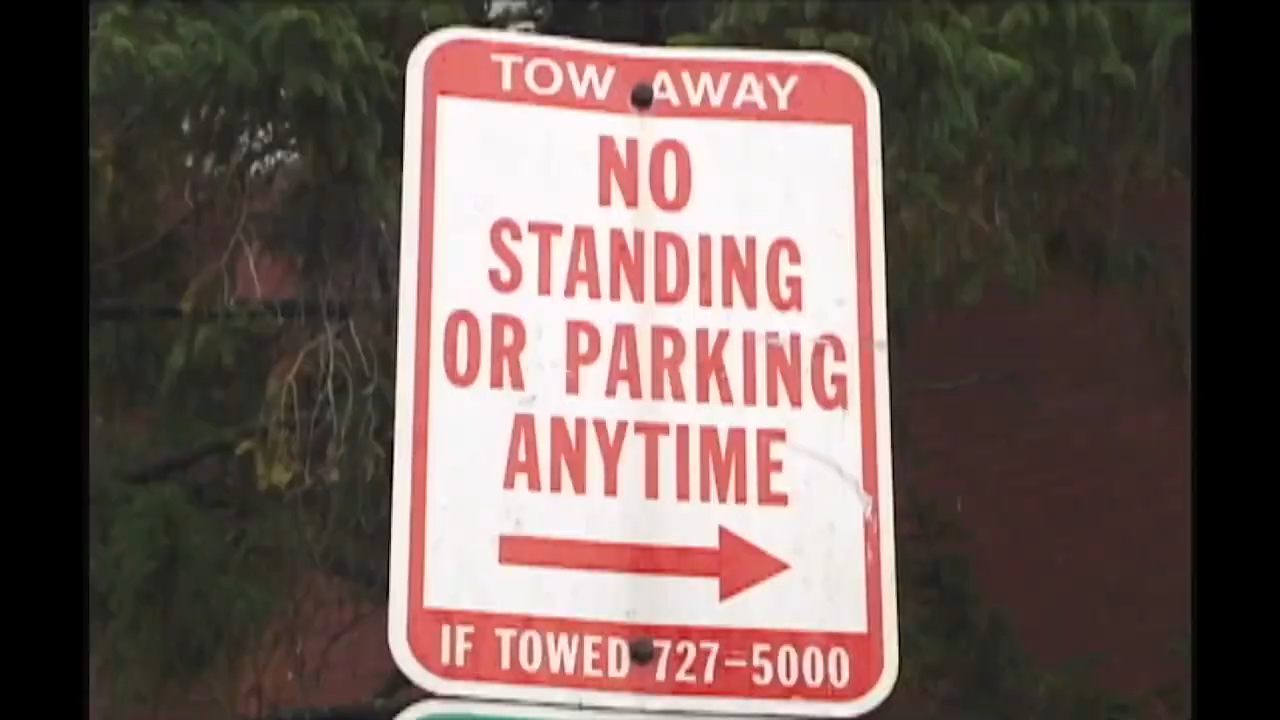 TOW AWAY
NO
STANDING
OR PARKING
ANYTIME
IF TOWED 727-5000